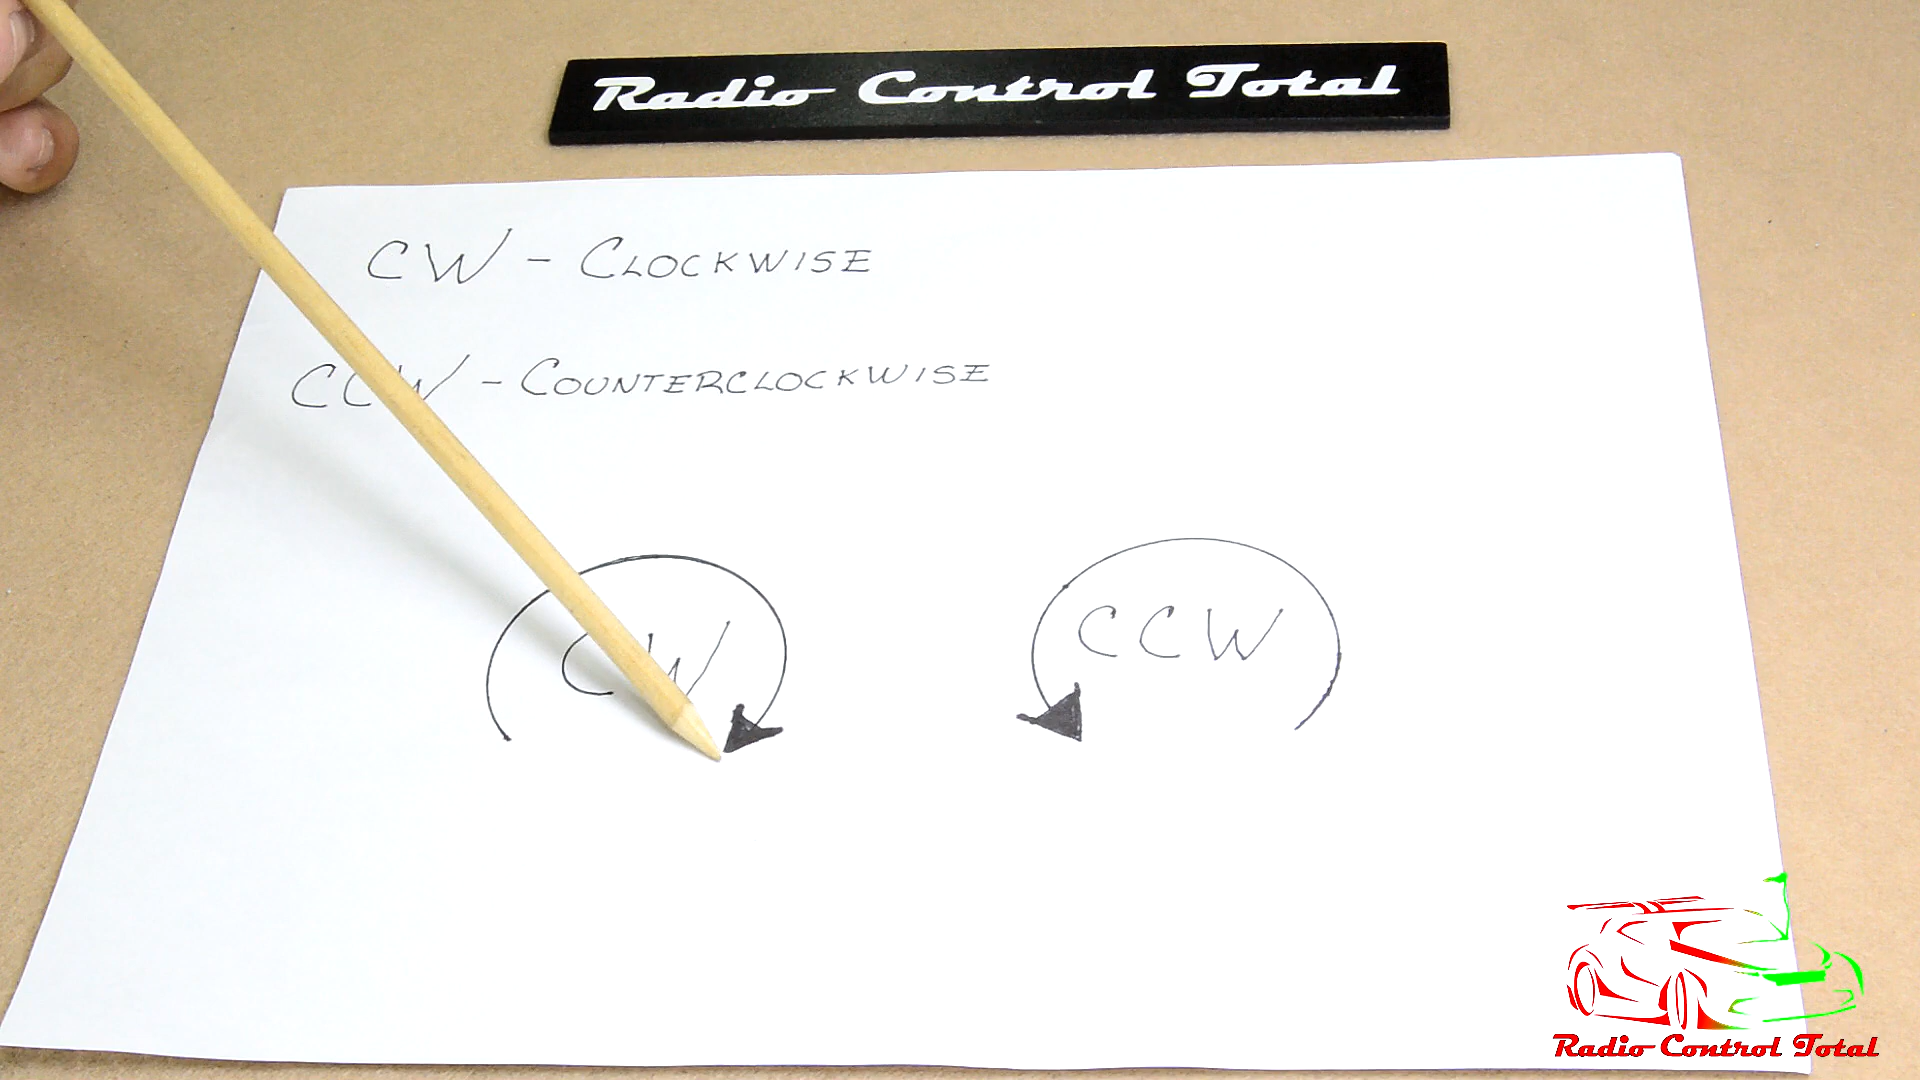 Radio Control Total
CW - CLOCKWISE
CCW - COUNTERCLOCKWISE
CW
CCW
Radio Control Total